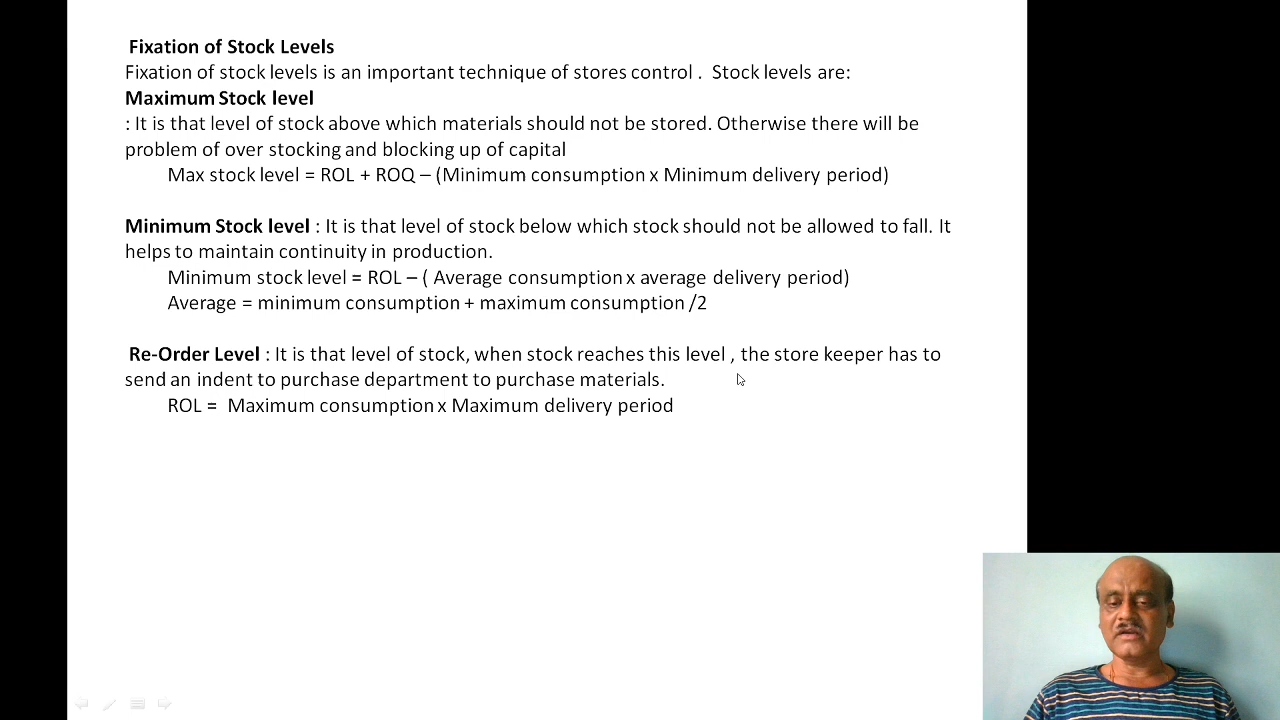 Fixation of Stock Levels
Fixation of stock levels is an important technique of stores control . Stock levels are:
Maximum Stock level
: It is that level of stock above which materials should not be stored. Otherwise there will be
problem of over stocking and blocking up of capital
Max stock level = ROL + ROQ – (Minimum consumption x Minimum delivery period)
Minimum Stock level : It is that level of stock below which stock should not be allowed to fall. It
helps to maintain continuity in production.
Minimum stock level = ROL – ( Average consumption x average delivery period)
Average = minimum consumption + maximum consumption /2
Re-Order Level : It is that level of stock, when stock reaches this level , the store keeper has to
send an indent to purchase department to purchase materials.
ROL = Maximum consumption x Maximum delivery period